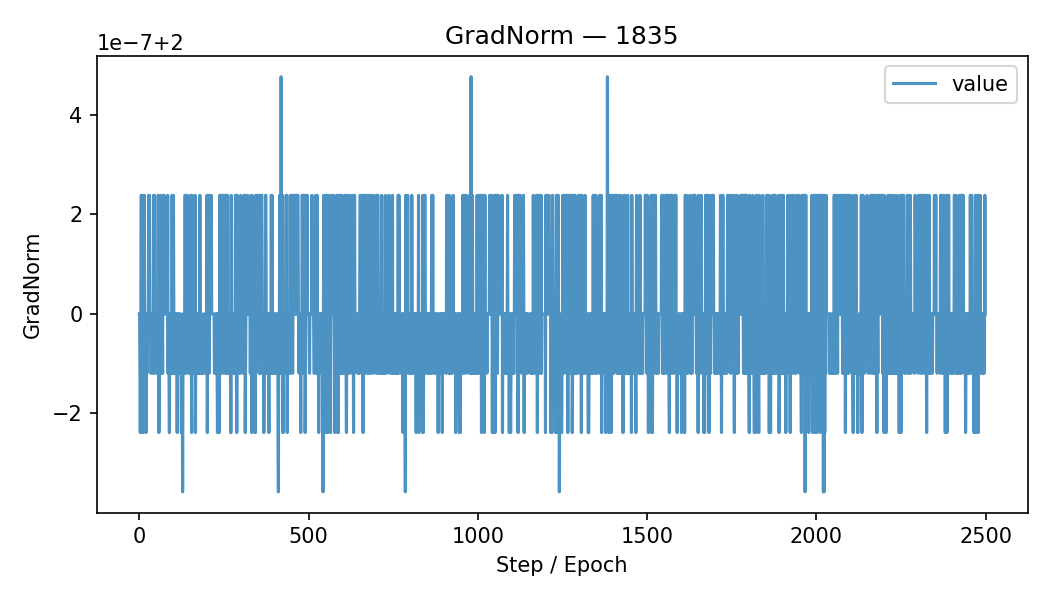 GradNorm — 1835
1e−7+2
value
4
2
0
−2
GradNorm
0 500 1000 1500 2000 2500
Step / Epoch